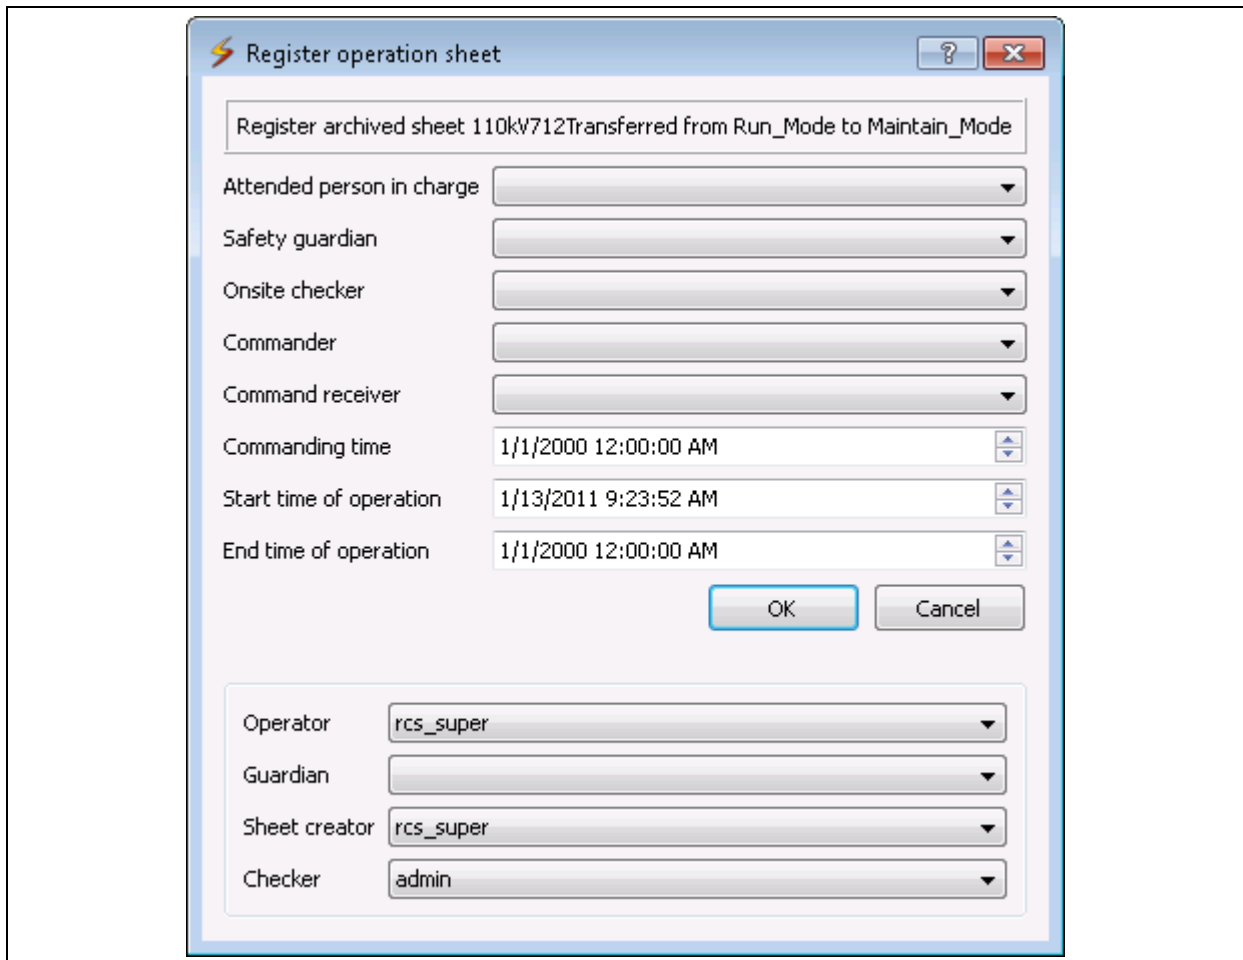 Register operation sheet
Register archived sheet 110kV712Transferred from Run_Mode to Maintain_Mode
Attended person in charge
Safety guardian
Onsite checker
Commander
Command receiver
Commanding time 1/1/2000 12:00:00 AM
Start time of operation 1/13/2011 9:23:52 AM
End time of operation 1/1/2000 12:00:00 AM
OK Cancel
Operator rcs_super
Guardian
Sheet creator rcs_super
Checker admin